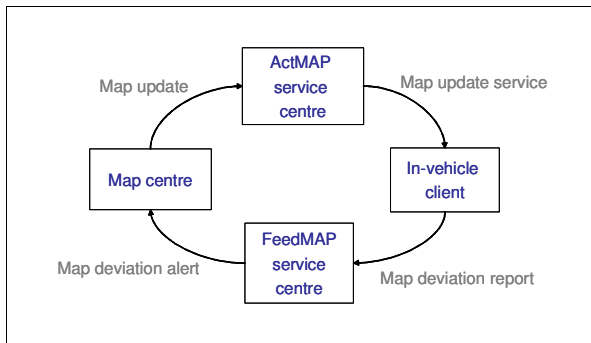 ActMAP
service
centre
Map update
Map update service
Map centre
In-vehicle
client
FeedMAP
service
centre
Map deviation alert
Map deviation report